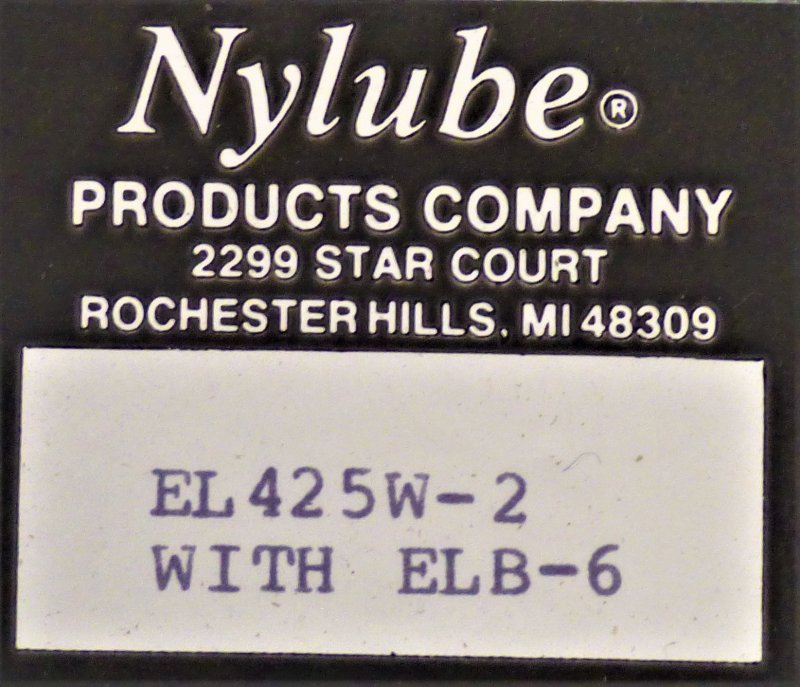 Nylube®
PRODUCTS COMPANY
2299 STAR COURT
ROCHESTER HILLS, MI 48309
EL425W-2
WITH ELB-6